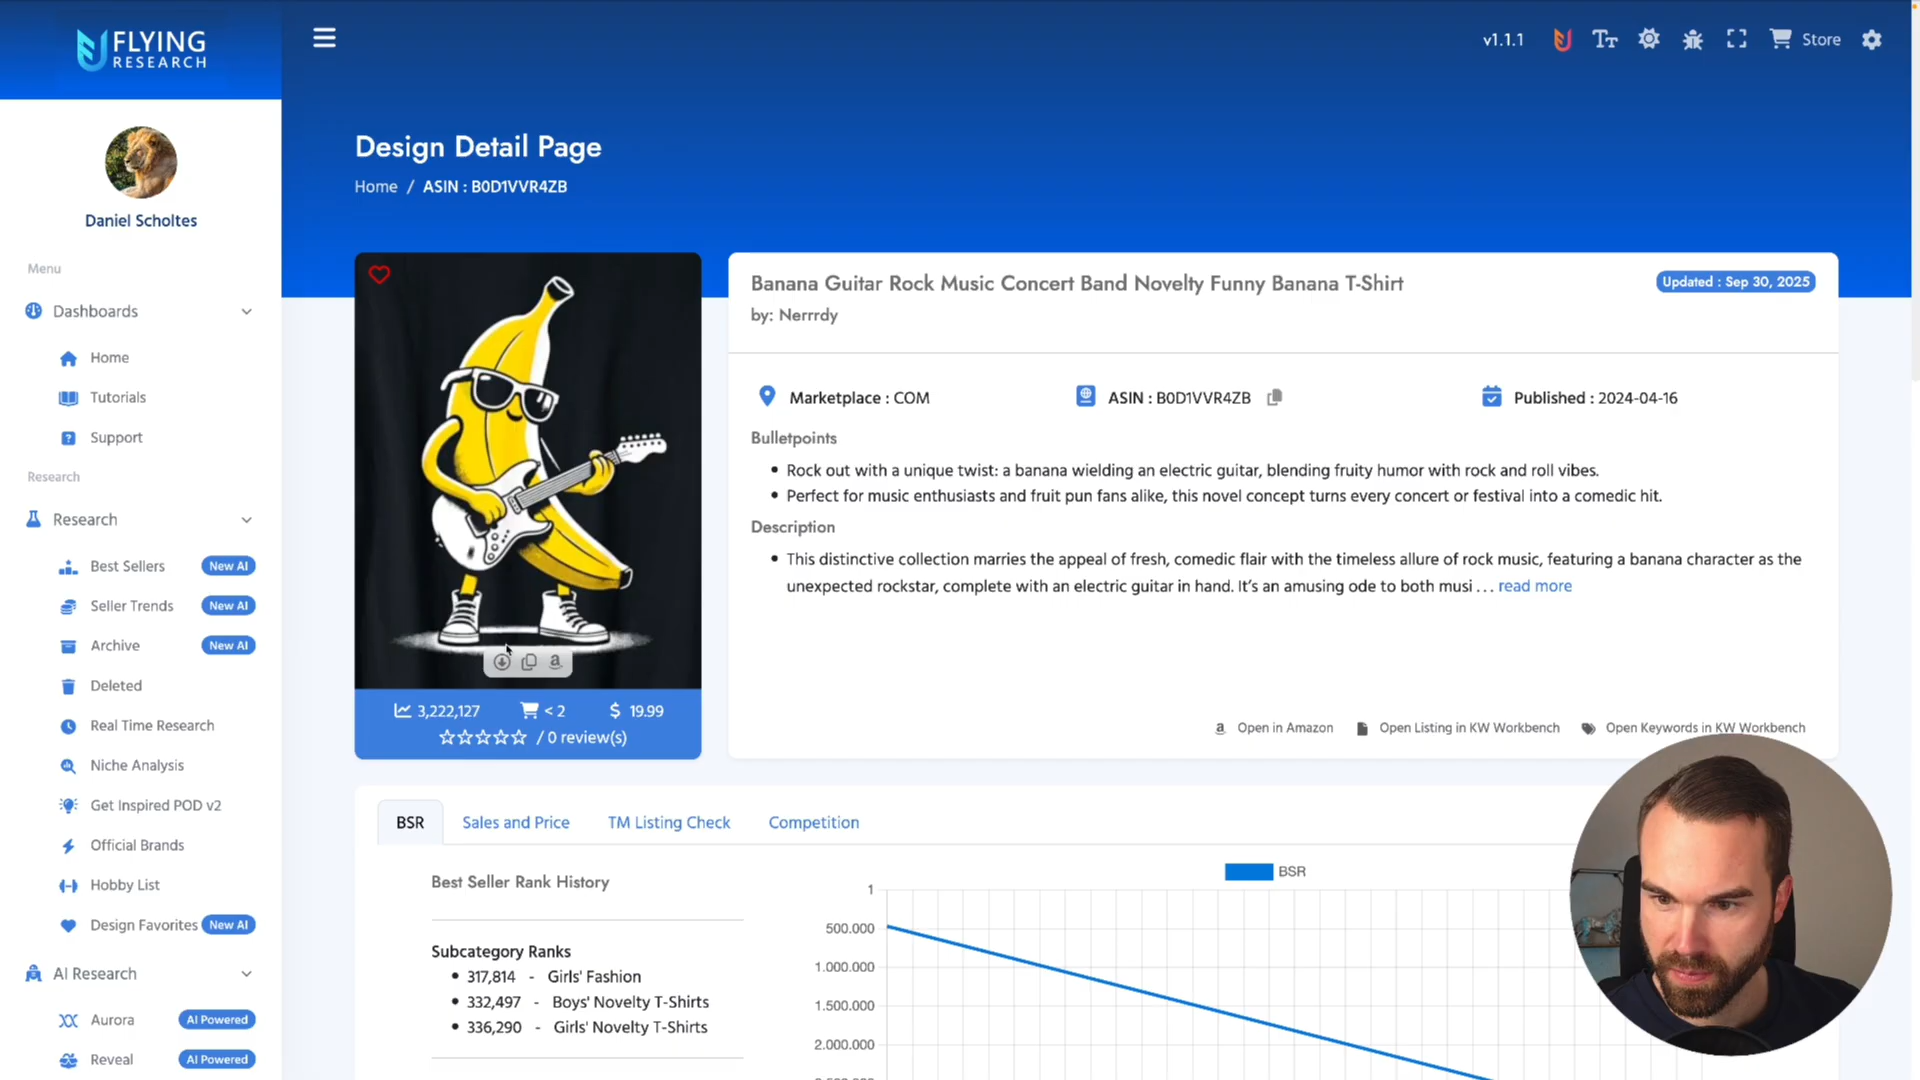 FLYING
RESEARCH
v1.1.1
Store
Daniel Scholtes
Menu
Dashboards
Home
Tutorials
Support
Research
Research
Best Sellers New AI
Seller Trends New AI
Archive New AI
Deleted
Real Time Research
Niche Analysis
Get Inspired POD v2
Official Brands
Hobby List
Design Favorites New AI
AI Research
Aurora AI Powered
Reveal AI Powered
Design Detail Page
Home / ASIN : B0D1VVR4ZB
3,222,127 < 2 $ 19.99
/ 0 review(s)
Banana Guitar Rock Music Concert Band Novelty Funny Banana T-Shirt
Updated : Sep 30, 2025
by: Nerrrdy
Marketplace : COM
ASIN : B0D1VVR4ZB
Published : 2024-04-16
Bulletpoints
• Rock out with a unique twist: a banana wielding an electric guitar, blending fruity humor with rock and roll vibes.
• Perfect for music enthusiasts and fruit pun fans alike, this novel concept turns every concert or festival into a comedic hit.
Description
• This distinctive collection marries the appeal of fresh, comedic flair with the timeless allure of rock music, featuring a banana character as the
unexpected rockstar, complete with an electric guitar in hand. It's an amusing ode to both musi ... read more
Open in Amazon Open Listing in KW Workbench Open Keywords in KW Workbench
BSR Sales and Price TM Listing Check Competition
Best Seller Rank History
Subcategory Ranks
• 317,814 - Girls' Fashion
• 332,497 - Boys' Novelty T-Shirts
• 336,290 - Girls' Novelty T-Shirts
BSR
1
500.000
1.000.000
1.500.000
2.000.000